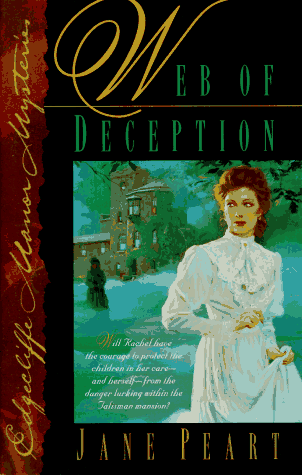 Edgecliffe Manor Mysteries
WEB OF
DECEPTION
Will Rachel have
the courage to protect the
children in her care—
and herself—from the
danger lurking within the
Talisman mansion?
JANE PEART